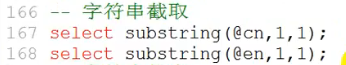 166 -- 字符串截取
167 select substring(@cn,1,1);
168 select substring(@en,1,1);